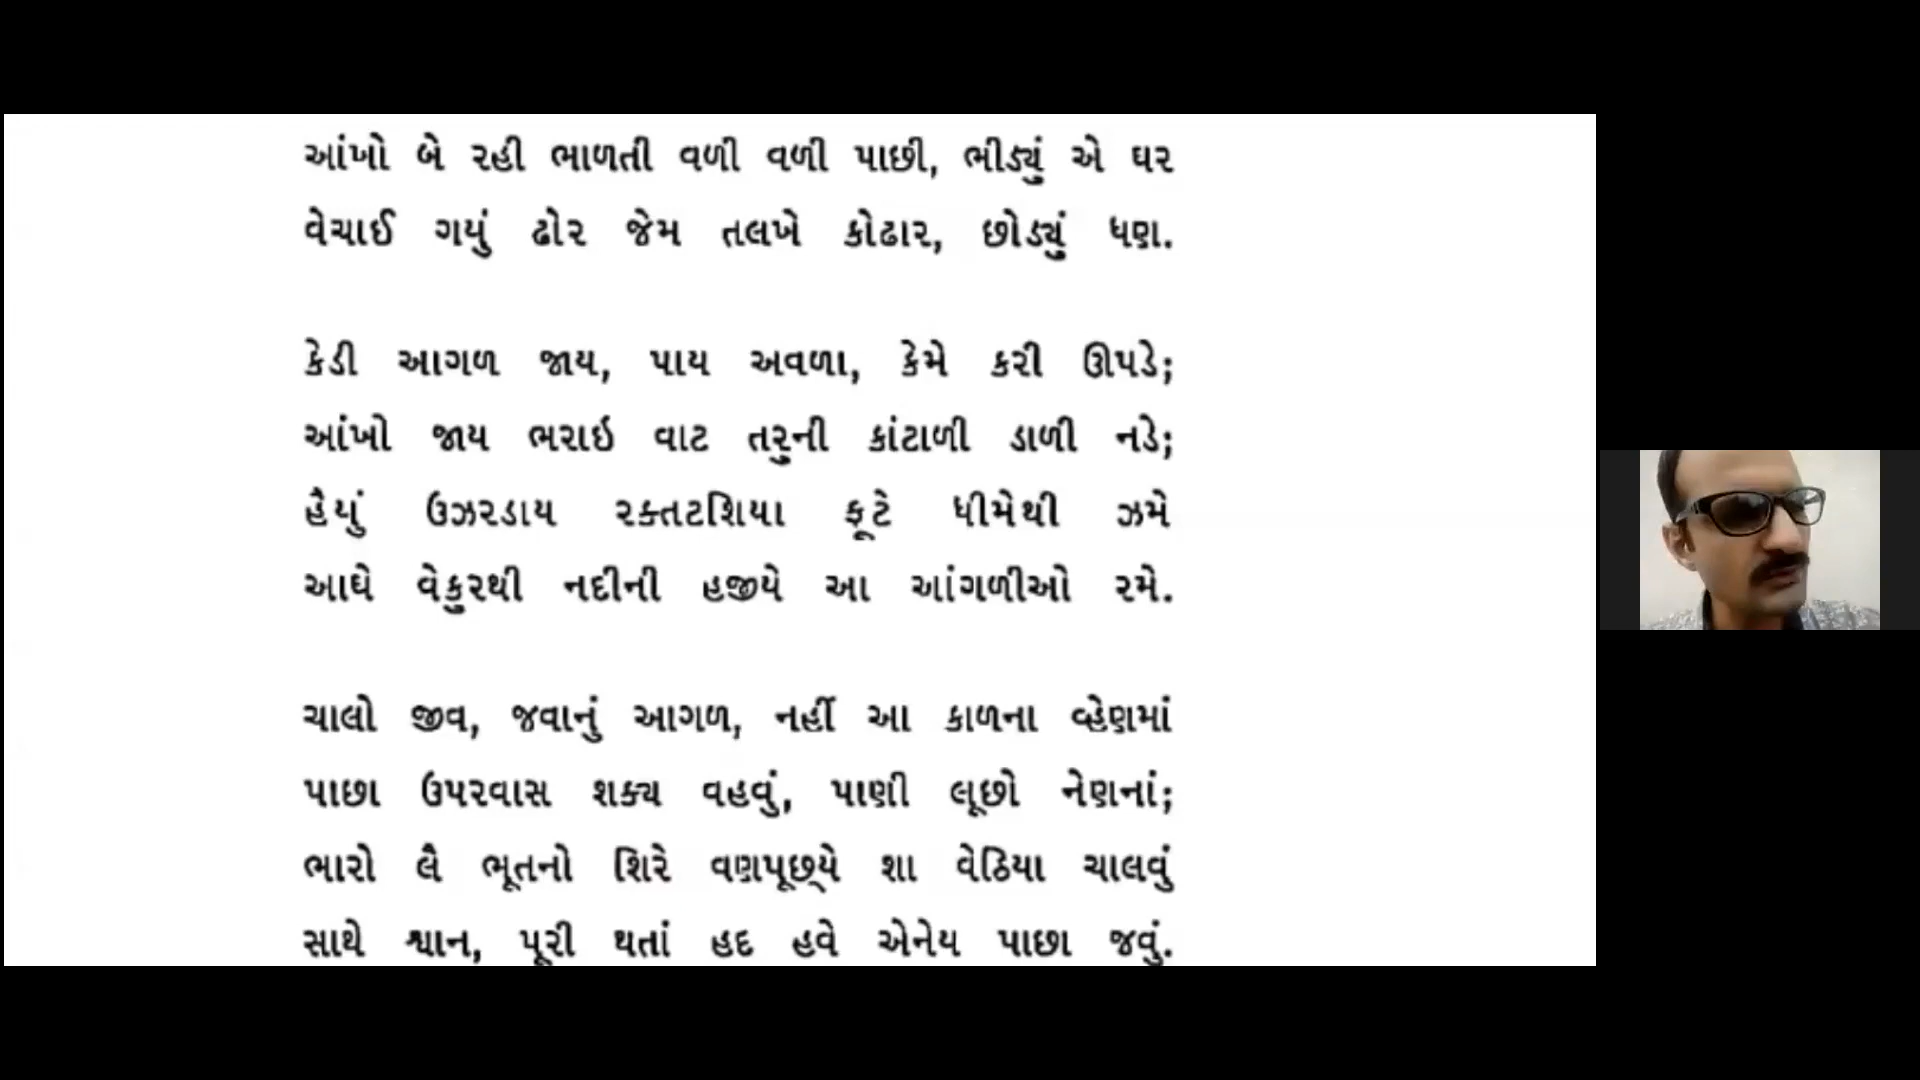 આંખો બે રહી ભાળતી વળી વળી પાછી, ભીડ્યું એ ઘર
વેચાઈ ગયું ઢોર જેમ તલખે કોઢાર, છોડ્યું ધણ.
કેડી આગળ જાય, પાય અવળા, કેમે કરી ઊપડે;
આંખો જાય ભરાઇ વાટ તરુની કાંટાળી ડાળી નડે;
હૈયું ઉઝરડાય રક્તટશિયા ફૂટે ધીમેથી ઝમે
આઘે વેકુરથી નદીની હજીયે આ આંગળીઓ રમે.
ચાલો જીવ, જવાનું આગળ, નહીં આ કાળના વ્હેણમાં
પાછા ઉપરવાસ શક્ય વહવું, પાણી લૂછો નેણનાં;
ભારો લૈ ભૂતનો શિરે વણપૂછ્યે શા વેઠિયા ચાલવું
સાથે શ્વાન, પૂરી થતાં હદ હવે એનેય પાછા જવું.